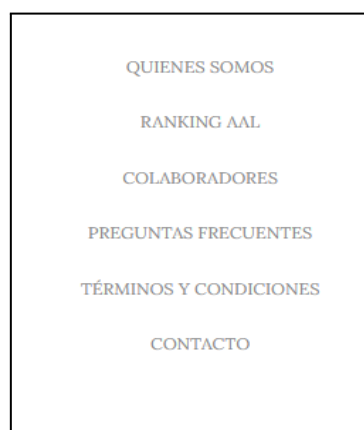 QUIENES SOMOS
RANKING AAL
COLABORADORES
PREGUNTAS FRECUENTES
TÉRMINOS Y CONDICIONES
CONTACTO